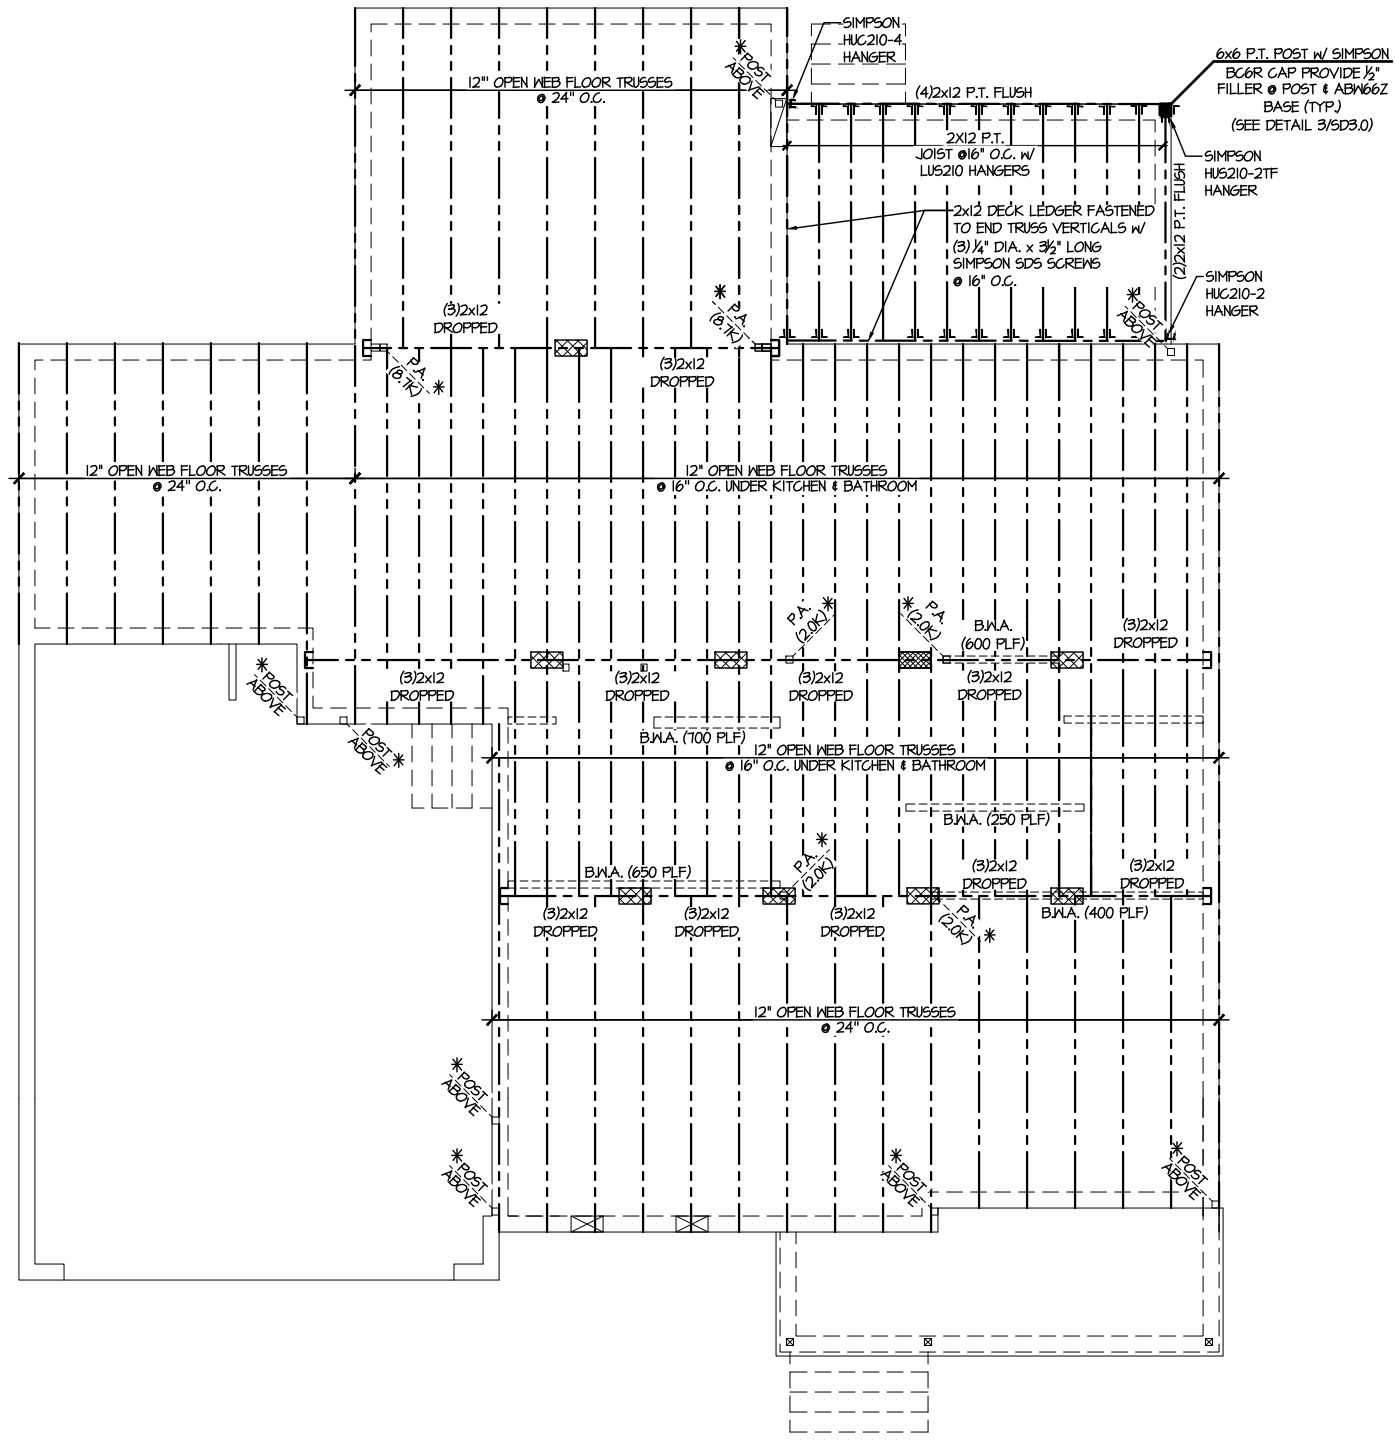 SIMPSON
HUC210-4
HANGER
6x6 P.T. POST W/ SIMPSON
BC6R CAP PROVIDE ½"
FILLER @ POST & ABW66Z
BASE (TYP.)
(SEE DETAIL 3/SD3.0)
* POST
ABOVE
12"' OPEN WEB FLOOR TRUSSES
@ 24" O.C.
(4)2x12 P.T. FLUSH
2X12 P.T.
JOIST @16" O.C. W/
LUS210 HANGERS
SIMPSON
HUS210-2TF
HANGER
(2)2x12 P.T. FLUSH
2x12 DECK LEDGER FASTENED
TO END TRUSS VERTICALS W/
(3) ¼" DIA. x 3½" LONG
SIMPSON SDS SCREWS
@ 16" O.C.
SIMPSON
HUC210-2
HANGER
* POST
ABOVE
(3)2x12
DROPPED
* P.A.
(8.7K)
P.A. *
(8.7K)
(3)2x12
DROPPED
12" OPEN WEB FLOOR TRUSSES
@ 24" O.C.
12" OPEN WEB FLOOR TRUSSES
@ 16" O.C. UNDER KITCHEN & BATHROOM
P.A. *
(2.0K)
* P.A.
(2.0K)
B.W.A.
(600 PLF)
(3)2x12
DROPPED
* POST
ABOVE
(3)2x12
DROPPED
(3)2x12
DROPPED
(3)2x12
DROPPED
(3)2x12
DROPPED
POST *
ABOVE
B.W.A. (700 PLF)
12" OPEN WEB FLOOR TRUSSES
@ 16" O.C. UNDER KITCHEN & BATHROOM
B.W.A. (250 PLF)
B.W.A. (650 PLF)
P.A. *
(2.0K)
(3)2x12
DROPPED
(3)2x12
DROPPED
(3)2x12
DROPPED
(3)2x12
DROPPED
(3)2x12
DROPPED
P.A. *
(2.0K)
B.W.A. (400 PLF)
12" OPEN WEB FLOOR TRUSSES
@ 24" O.C.
* POST
ABOVE
* POST
ABOVE
* POST
ABOVE
* POST
ABOVE